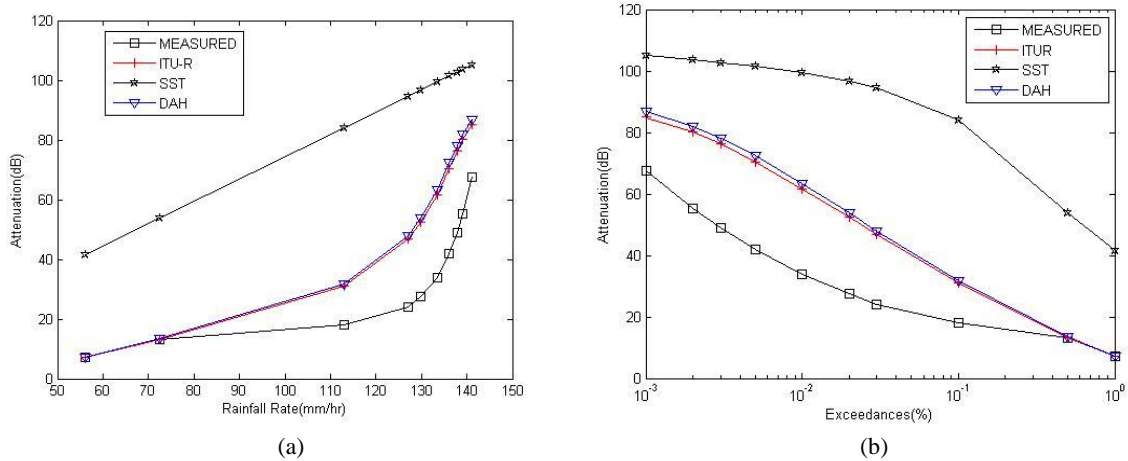 120
100
80
60
40
20
0
Attenuation(dB)
MEASURED
ITU-R
SST
DAH
50 60 70 80 90 100 110 120 130 140 150
Rainfall Rate(mm/hr)
(a)
120
100
80
60
40
20
0
Attenuation(dB)
MEASURED
ITUR
SST
DAH
10⁻³ 10⁻² 10⁻¹ 10⁰
Exceedances(%)
(b)